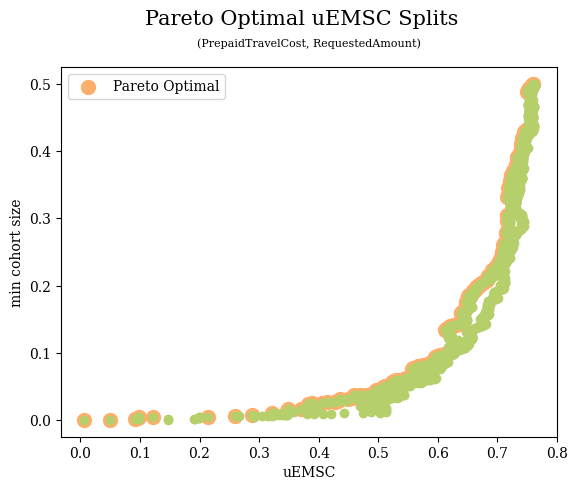 Pareto Optimal uEMSC Splits
(PrepaidTravelCost, RequestedAmount)
Pareto Optimal
0.5
0.4
0.3
0.2
0.1
0.0
min cohort size
0.0 0.1 0.2 0.3 0.4 0.5 0.6 0.7 0.8
uEMSC